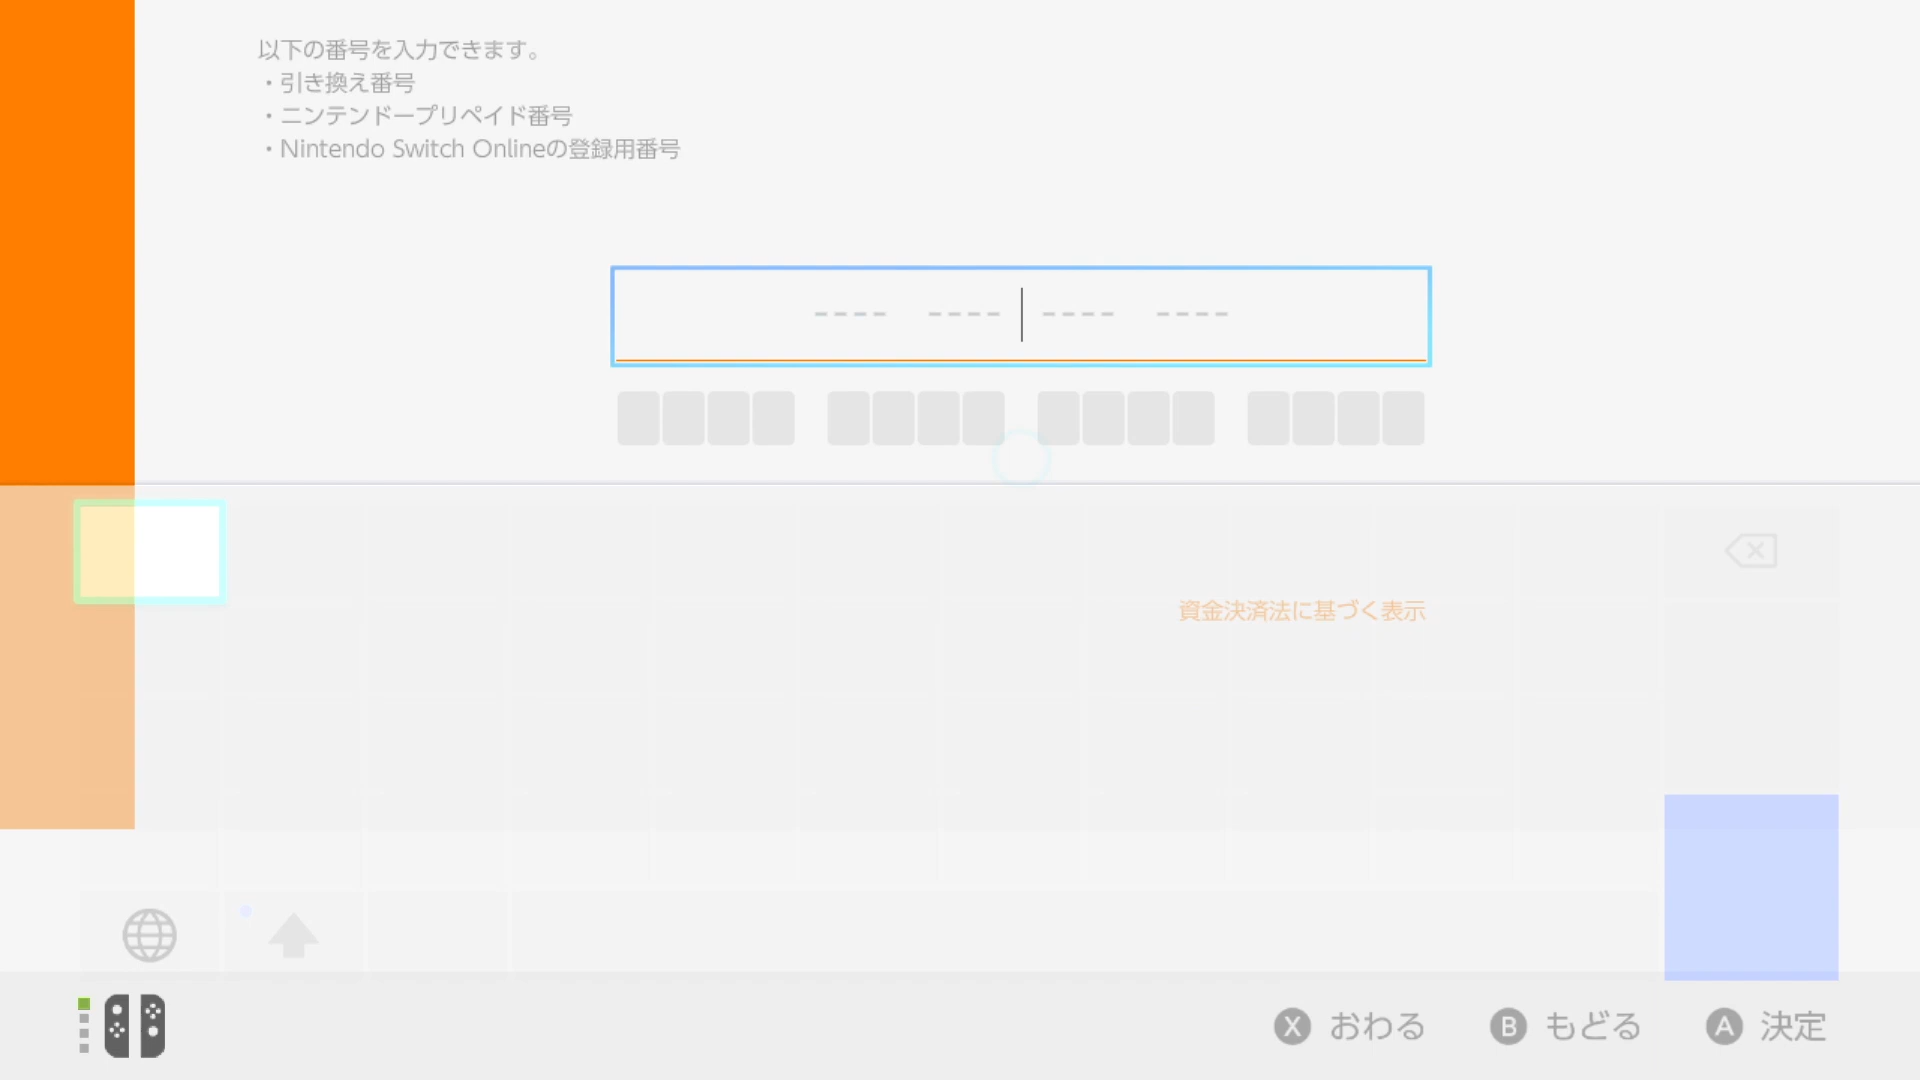 以下の番号を入力できます。
・引き換え番号
・ニンテンドープリペイド番号
・Nintendo Switch Onlineの登録用番号
資金決済法に基づく表示
X おわる B もどる A 決定